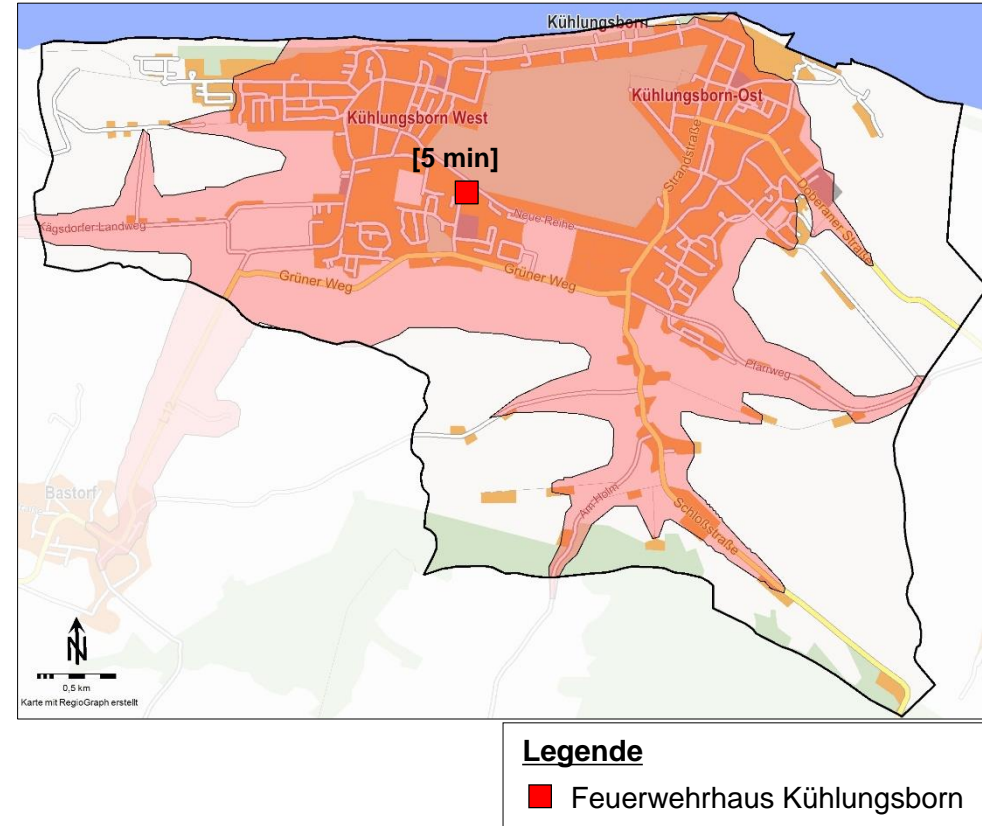 Kühlungsborn
Kühlungsborn-Ost
Kühlungsborn West
[5 min]
Strandstraße
Doberaner-Straße
Neue Reihe
Kägsdorfer Landweg
Grüner Weg
Grüner Weg
Plattweg
L12
Bastorf
Am Holm
Schloßstraße
N
0,5 km
Karte mit RegioGraph erstellt
Legende
Feuerwehrhaus Kühlungsborn